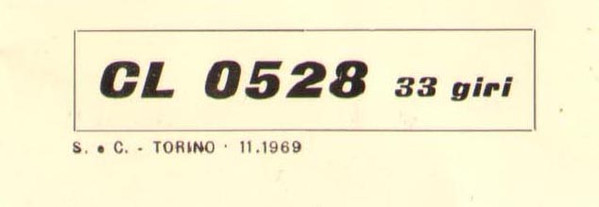 CL 0528 33 giri
S. e C. - TORINO · 11.1969